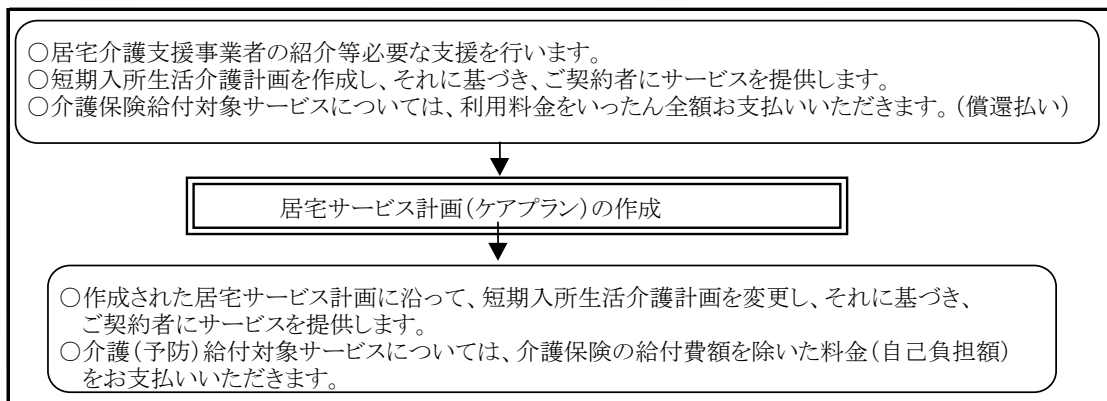 ○居宅介護支援事業者の紹介等必要な支援を行います。
○短期入所生活介護計画を作成し、それに基づき、ご契約者にサービスを提供します。
○介護保険給付対象サービスについては、利用料金をいったん全額お支払いいただきます。(償還払い)
居宅サービス計画(ケアプラン)の作成
○作成された居宅サービス計画に沿って、短期入所生活介護計画を変更し、それに基づき、
ご契約者にサービスを提供します。
○介護(予防)給付対象サービスについては、介護保険の給付費額を除いた料金(自己負担額)
をお支払いいただきます。